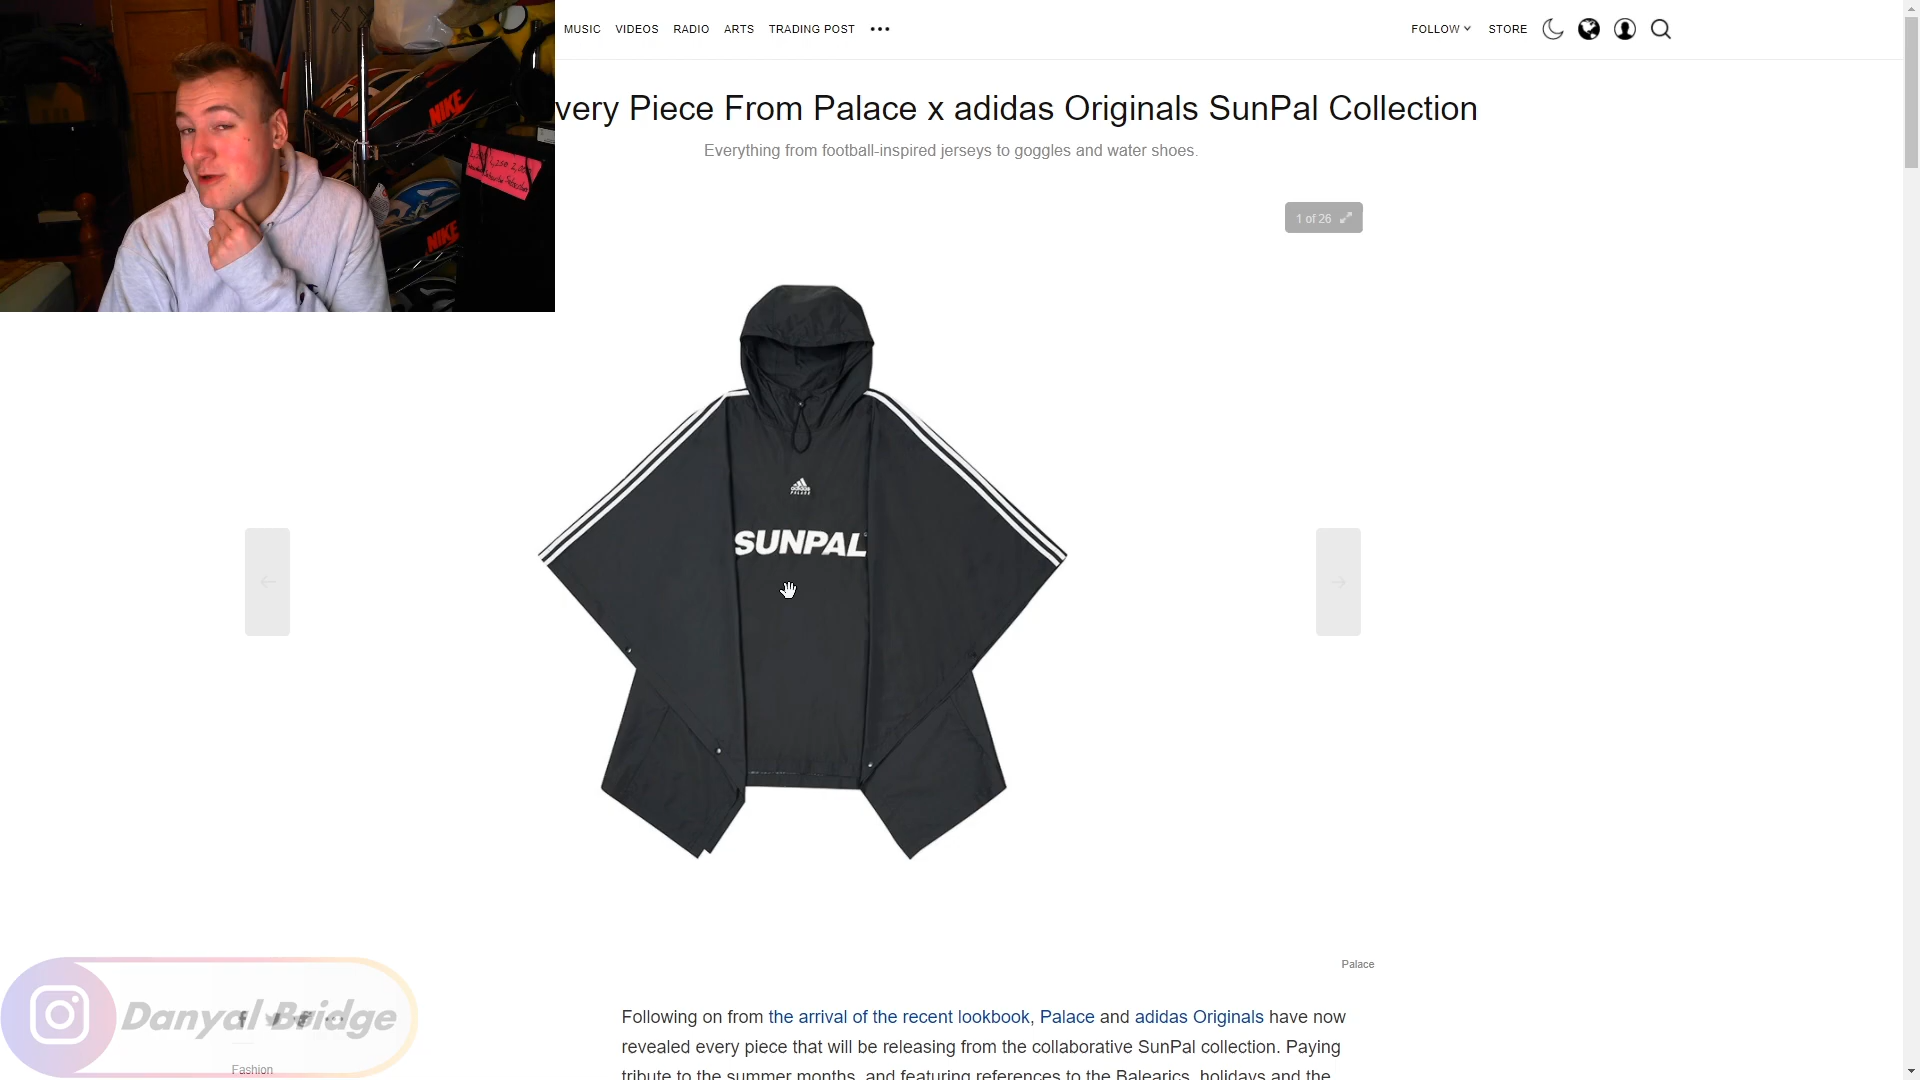 MUSIC VIDEOS RADIO ARTS TRADING POST •••
FOLLOW STORE
very Piece From Palace x adidas Originals SunPal Collection
Everything from football-inspired jerseys to goggles and water shoes.
1 of 26
NIKE
NIKE
adidas
PALACE
SUNPAL
Palace
Danyal Bridge
Fashion
Following on from the arrival of the recent lookbook, Palace and adidas Originals have now
revealed every piece that will be releasing from the collaborative SunPal collection. Paying
tribute to the summer months, and featuring references to the Balearics, holidays and the